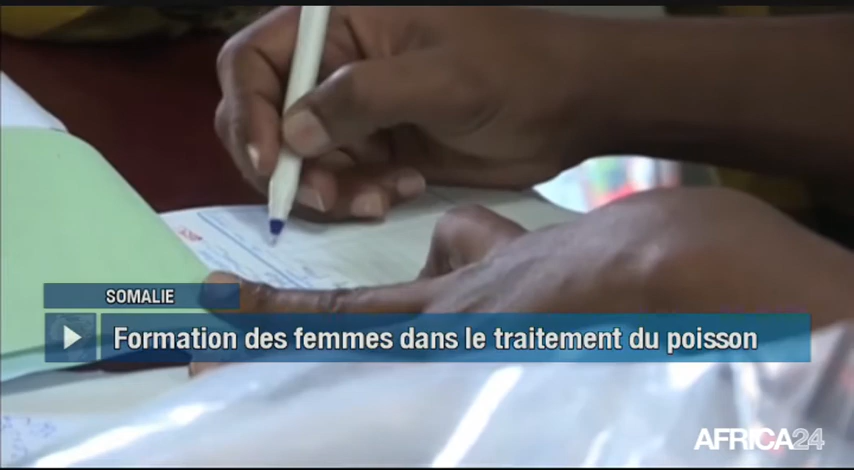 SOMALIE
Formation des femmes dans le traitement du poisson
AFRICA24